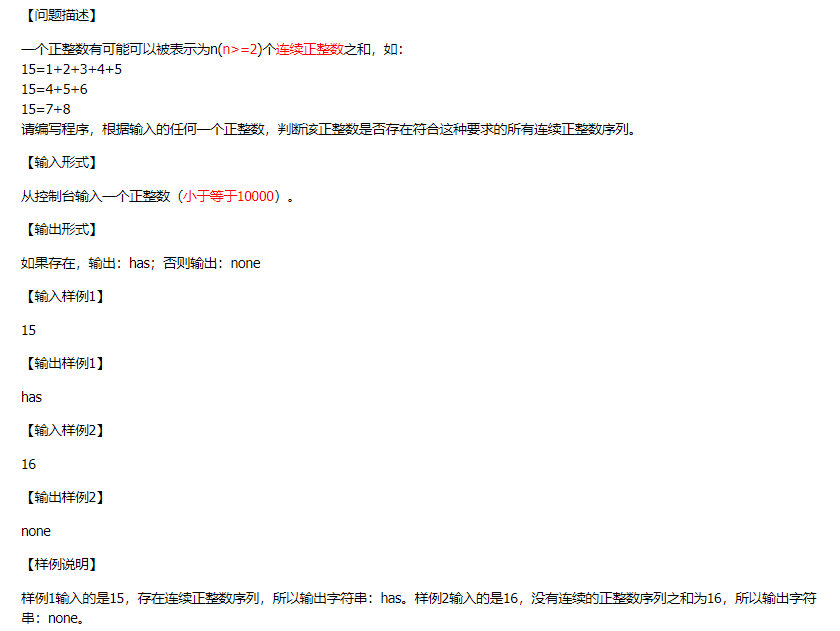 【问题描述】
一个正整数有可能可以被表示为n(n>=2)个连续正整数之和，如：
15=1+2+3+4+5
15=4+5+6
15=7+8
请编写程序，根据输入的任何一个正整数，判断该正整数是否存在符合这种要求的所有连续正整数序列。
【输入形式】
从控制台输入一个正整数（小于等于10000）。
【输出形式】
如果存在，输出：has；否则输出：none
【输入样例1】
15
【输出样例1】
has
【输入样例2】
16
【输出样例2】
none
【样例说明】
样例1输入的是15，存在连续正整数序列，所以输出字符串：has。样例2输入的是16，没有连续的正整数序列之和为16，所以输出字符
串：none。